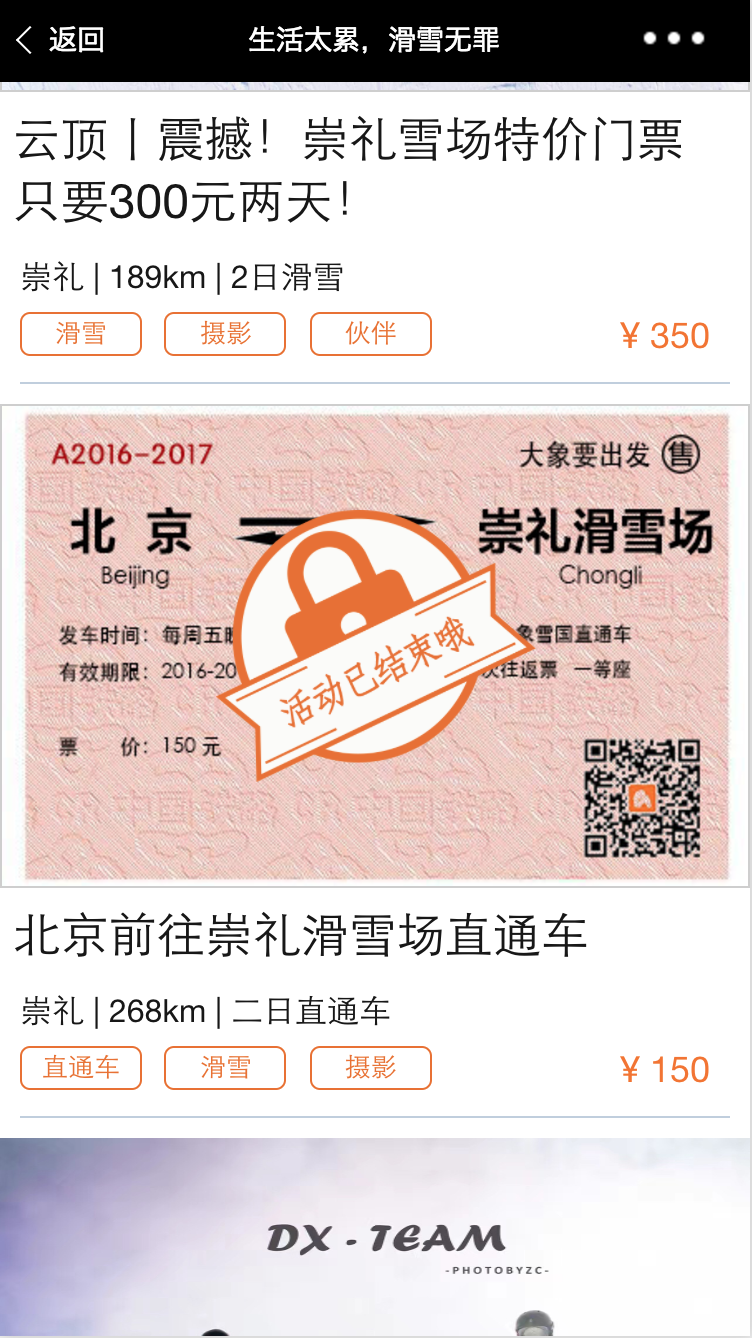 返回
生活太累，滑雪无罪
云顶丨震撼！崇礼雪场特价门票
只要300元两天！
崇礼 | 189km | 2日滑雪
滑雪
摄影
伙伴
¥ 350
A2016-2017
大象要出发 售
北 京
崇礼滑雪场
Beijing
Chongli
发车时间：每周五晚
象雪国直通车
有效期限：2016-20
次往返票 一等座
活动已结束哦
票 价：150 元
北京前往崇礼滑雪场直通车
崇礼 | 268km | 二日直通车
直通车
滑雪
摄影
¥ 150
DX - TEAM
-PHOTOBYZC-